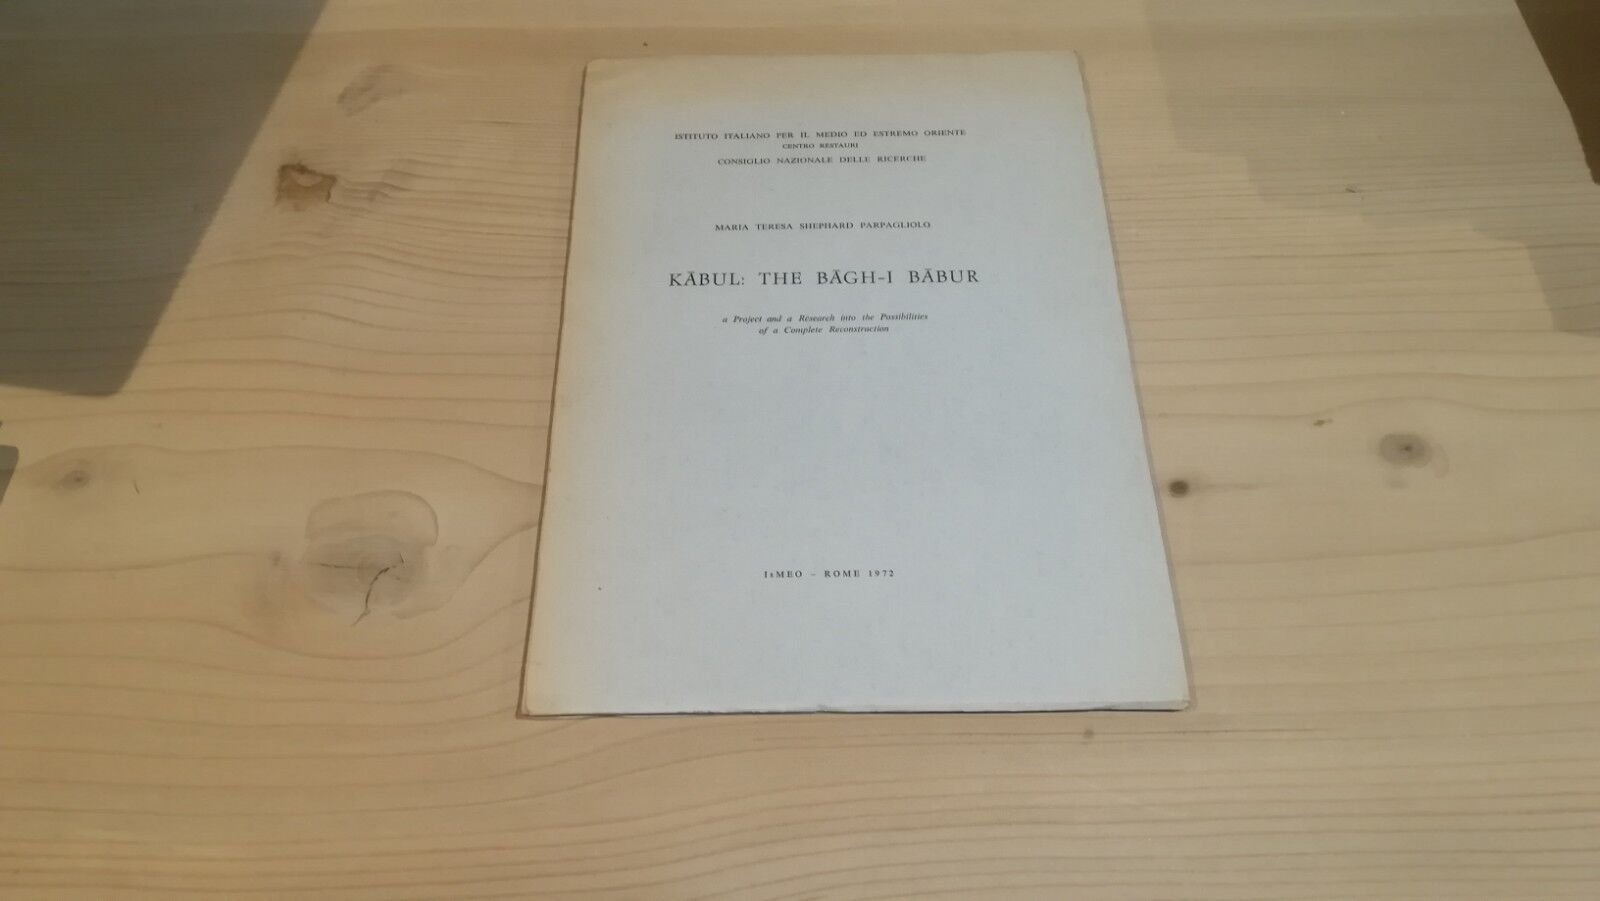 ISTITUTO ITALIANO PER IL MEDIO ED ESTREMO ORIENTE
CENTRO RESTAURI
CONSIGLIO NAZIONALE DELLE RICERCHE
MARIA TERESA SHEPHARD PARPAGLIOLO
KĀBUL: THE BĀGH-I BĀBUR
a Project and a Research into the Possibilities
of a Complete Reconstruction
IsMEO – ROME 1972